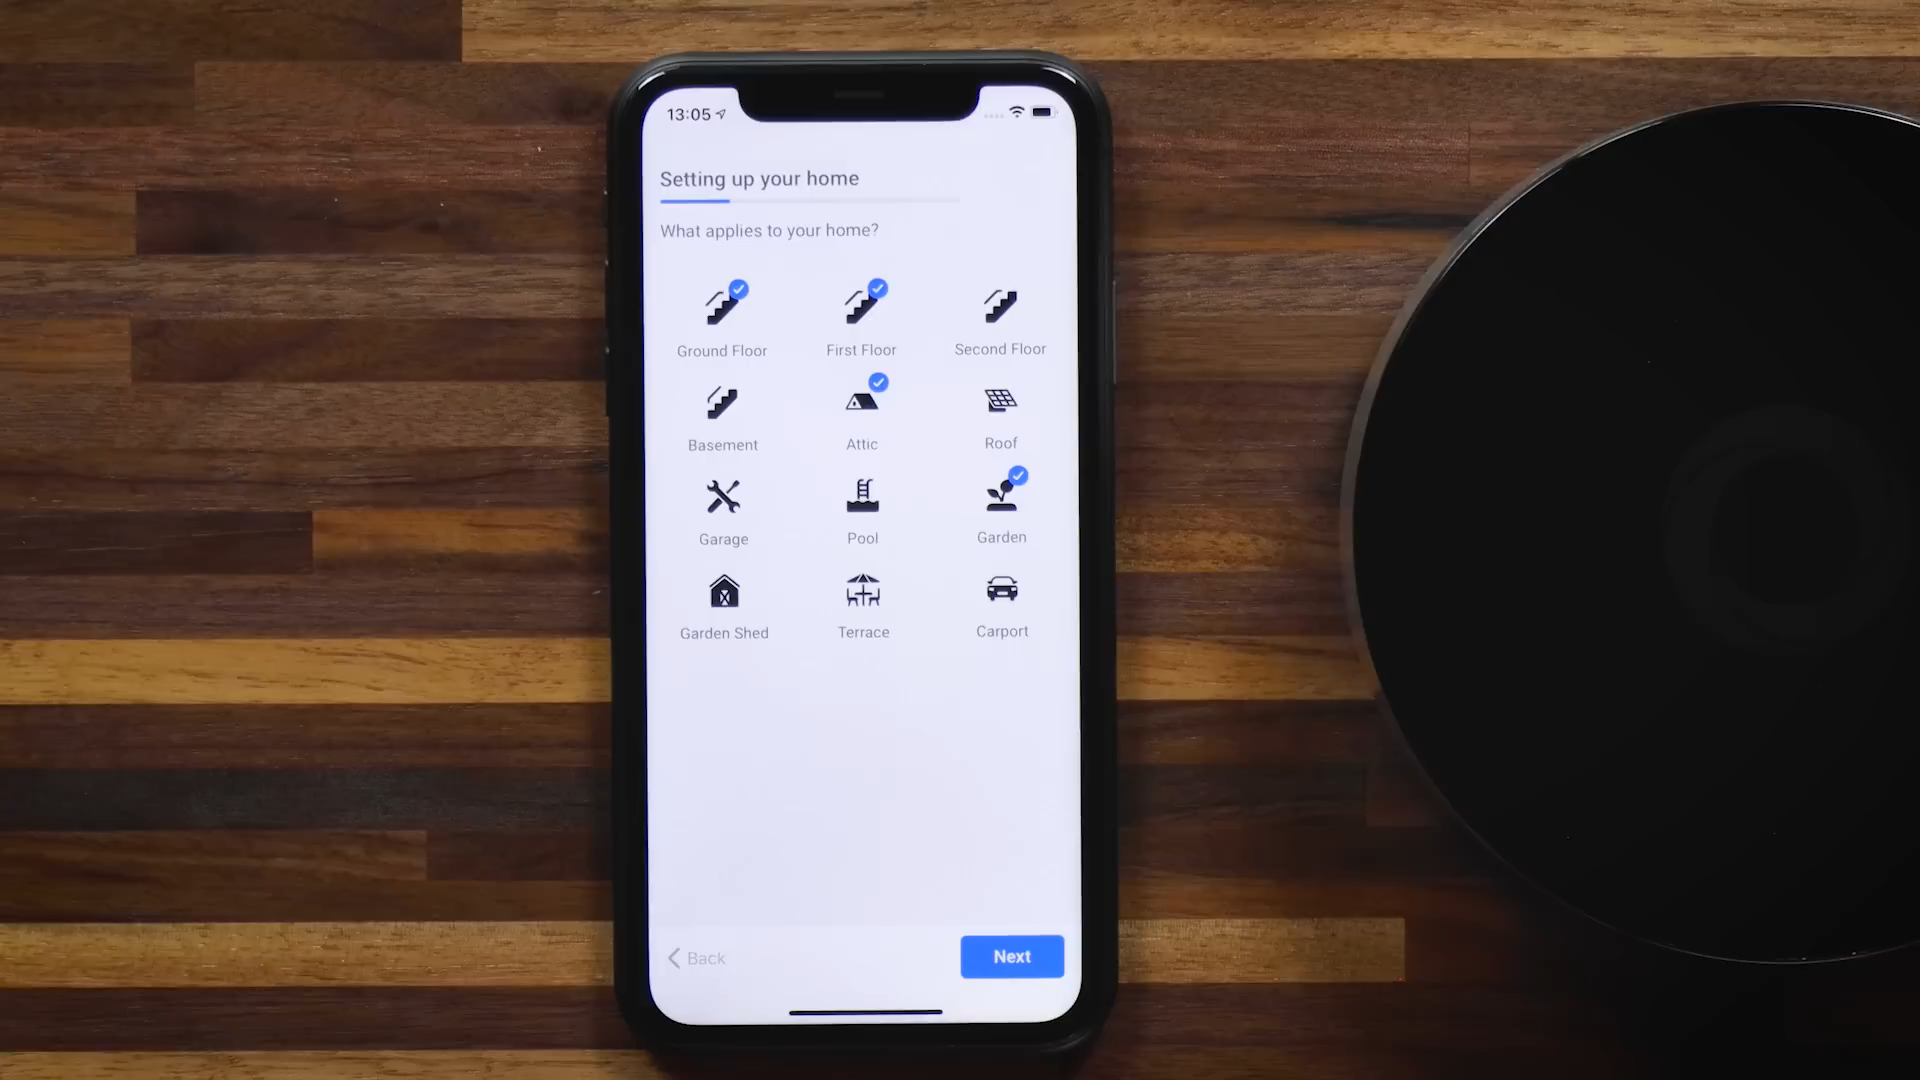 13:05
Setting up your home
What applies to your home?
Ground Floor First Floor Second Floor
Basement Attic Roof
Garage Pool Garden
Garden Shed Terrace Carport
Back Next